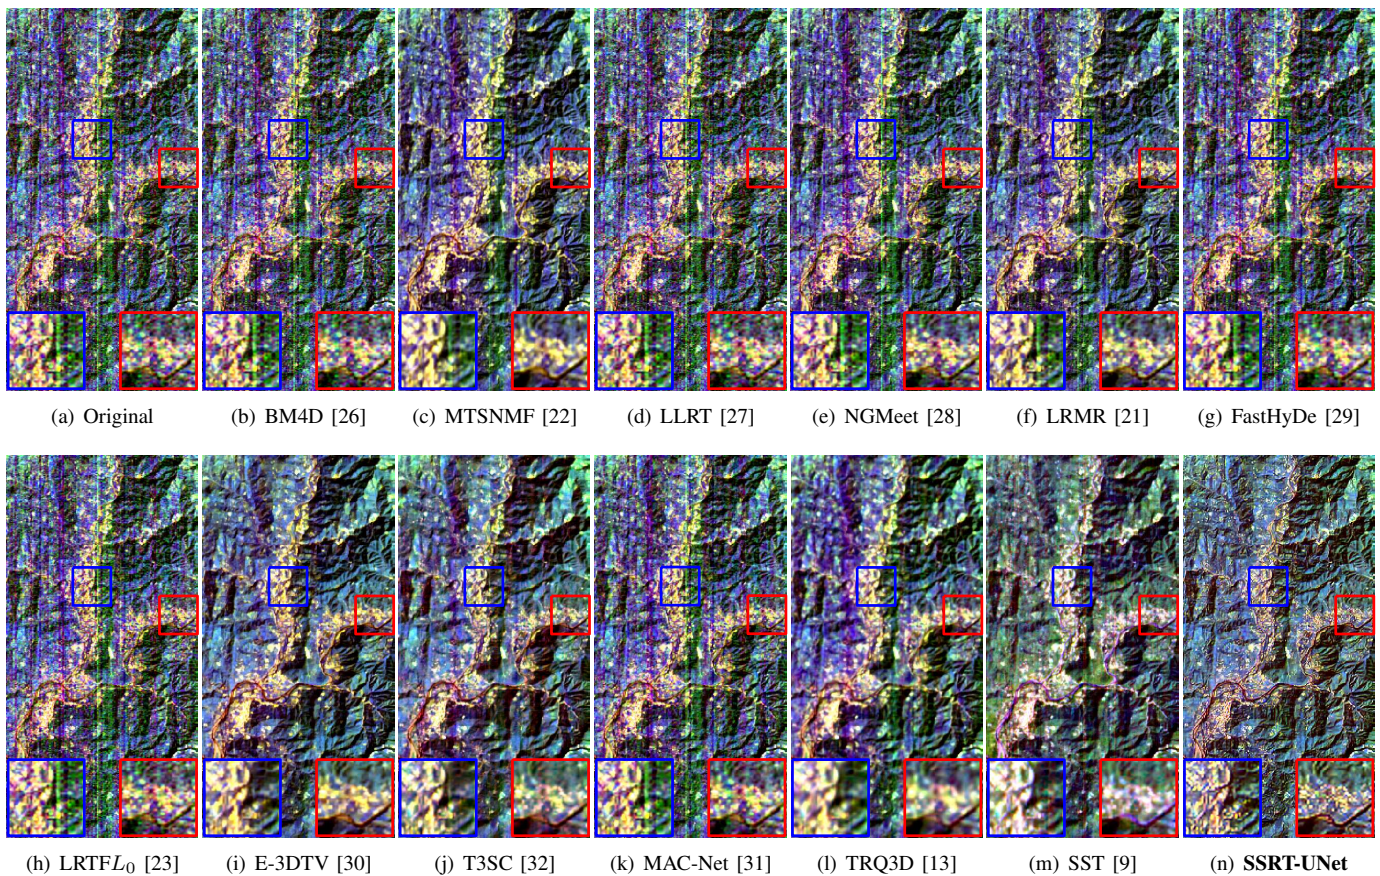 (a) Original (b) BM4D [26] (c) MTSNMF [22] (d) LLRT [27] (e) NGMeet [28] (f) LRMR [21] (g) FastHyDe [29]
(h) LRTFL₀ [23] (i) E-3DTV [30] (j) T3SC [32] (k) MAC-Net [31] (l) TRQ3D [13] (m) SST [9] (n) SSRT-UNet